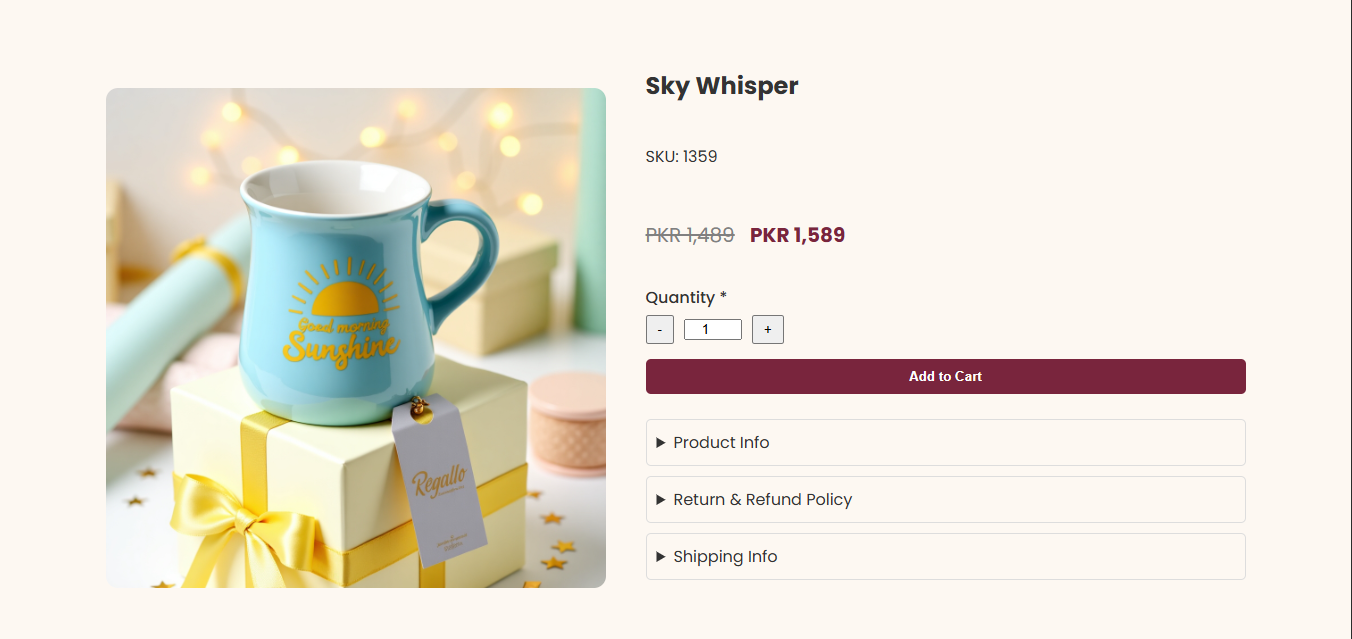 Sky Whisper
SKU: 1359
PKR 1,489 PKR 1,589
Quantity *
- 1 +
Add to Cart
Product Info
Return & Refund Policy
Shipping Info
Good morning
Sunshine
Regallo